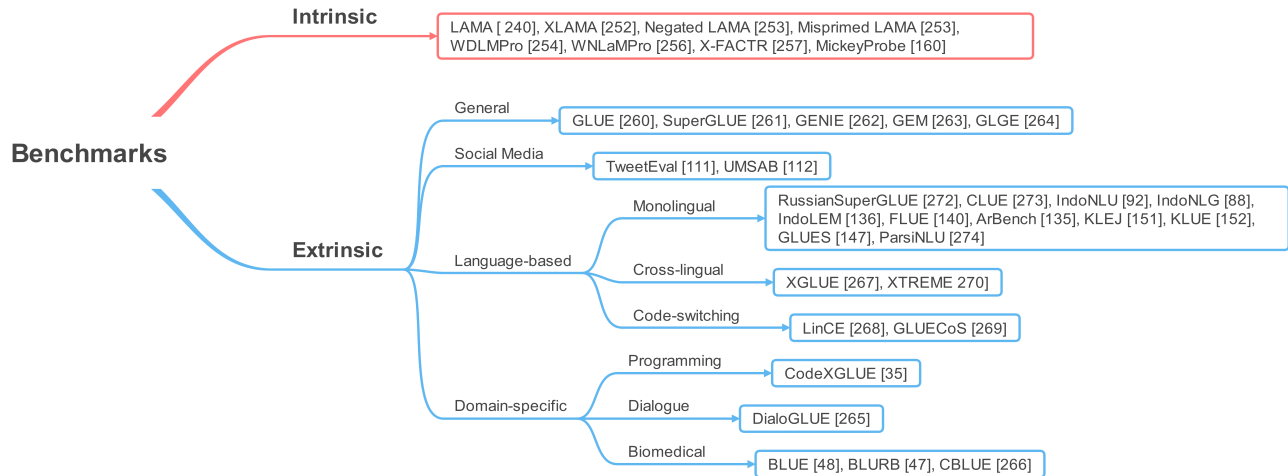 Intrinsic
LAMA [ 240], XLAMA [252], Negated LAMA [253], Misprimed LAMA [253],
WDLMPro [254], WNLaMPro [256], X-FACTR [257], MickeyProbe [160]
Benchmarks
Extrinsic
General
GLUE [260], SuperGLUE [261], GENIE [262], GEM [263], GLGE [264]
Social Media
TweetEval [111], UMSAB [112]
Language-based
Monolingual
RussianSuperGLUE [272], CLUE [273], IndoNLU [92], IndoNLG [88],
IndoLEM [136], FLUE [140], ArBench [135], KLEJ [151], KLUE [152],
GLUES [147], ParsiNLU [274]
Cross-lingual
XGLUE [267], XTREME 270]
Code-switching
LinCE [268], GLUECoS [269]
Domain-specific
Programming
CodeXGLUE [35]
Dialogue
DialoGLUE [265]
Biomedical
BLUE [48], BLURB [47], CBLUE [266]